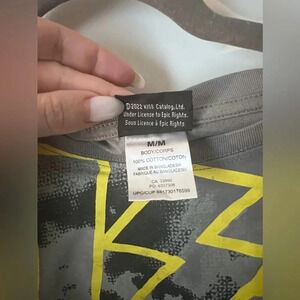 ©2022 KISS Catalog, Ltd.
Under License to Epic Rights.
Sous Licence à Epic Rights
M/M
BODY/CORPS
100% COTTON/COTON
MADE IN BANGLADESH
FABRIQUÉ AU BANGLADESH